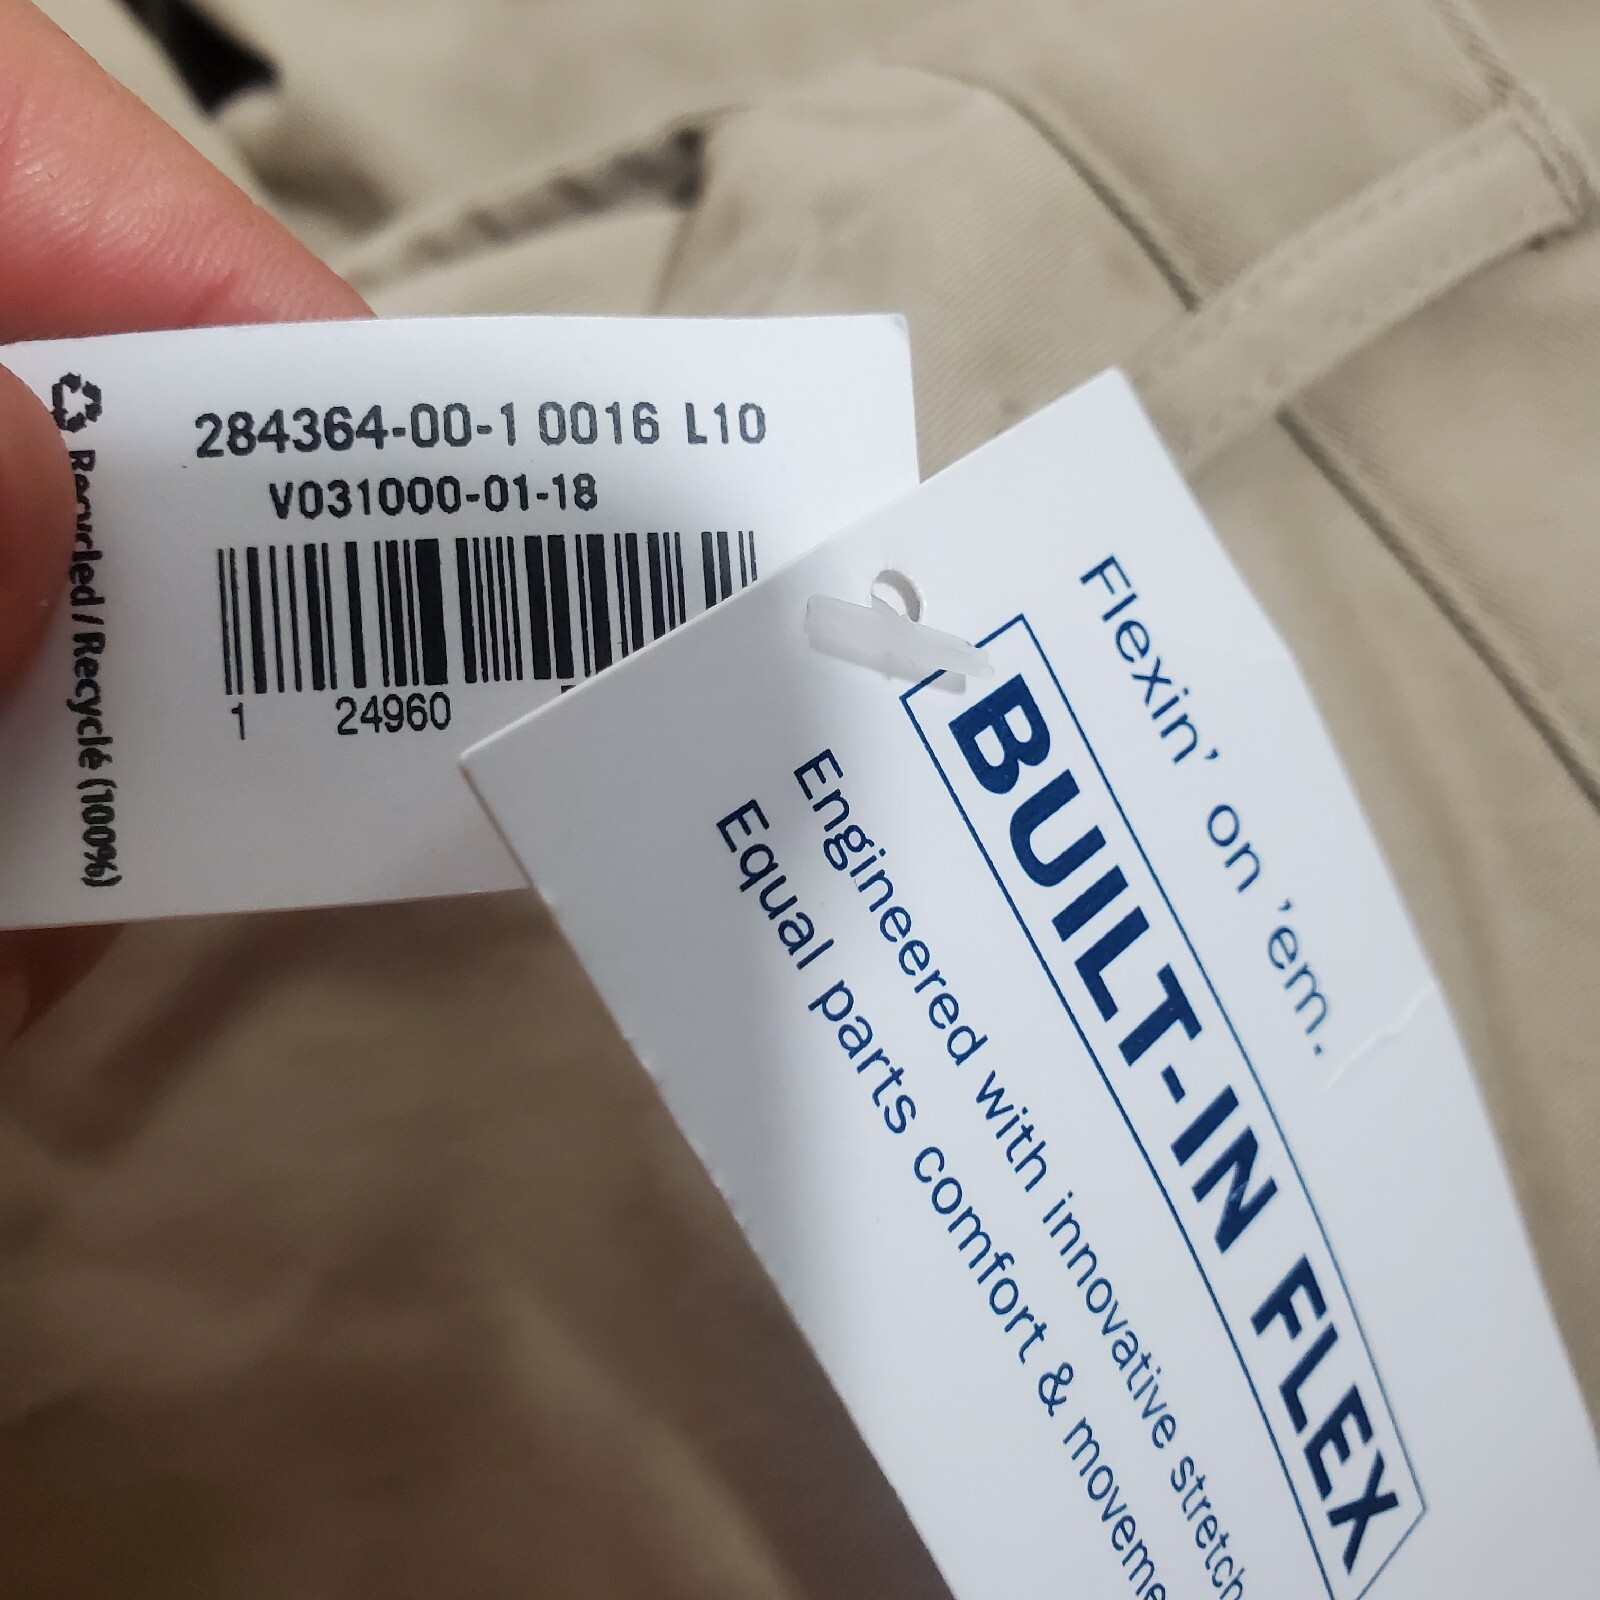 284364-00-1 0016 L10
V031000-01-18
1 24960
Recycled / Recyclé (100%)
Flexin' on 'em.
BUILT-IN FLEX
Engineered with innovative stretch
Equal parts comfort &